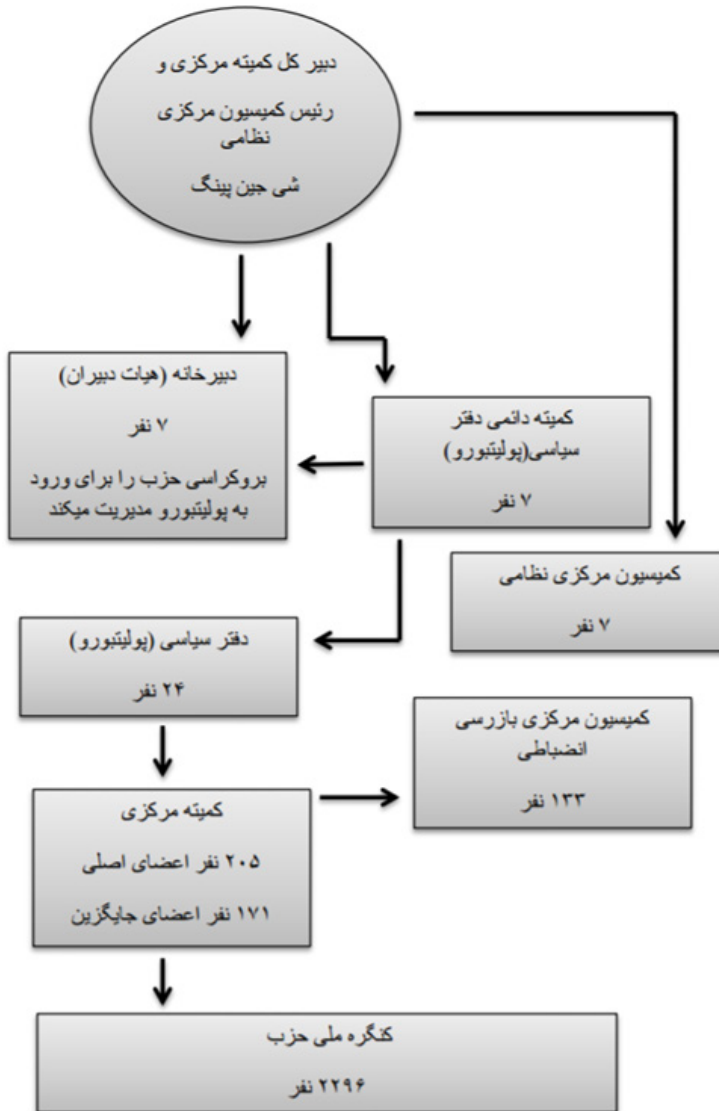 دبیر کل کمیته مرکزی و
رئیس کمیسیون مرکزی
نظامی
شی جین پینگ
دبیرخانه (هیات دبیران)
۷ نفر
بروکراسی حزب را برای ورود
به پولیتبورو مدیریت میکند
کمیته دائمی دفتر
سیاسی(پولیتبورو)
۷ نفر
کمیسیون مرکزی نظامی
۷ نفر
دفتر سیاسی (پولیتبورو)
۲۴ نفر
کمیسیون مرکزی بازرسی
انضباطی
۱۳۳ نفر
کمیته مرکزی
۲۰۵ نفر اعضای اصلی
۱۷۱ نفر اعضای جایگزین
کنگره ملی حزب
۲۲۹۶ نفر